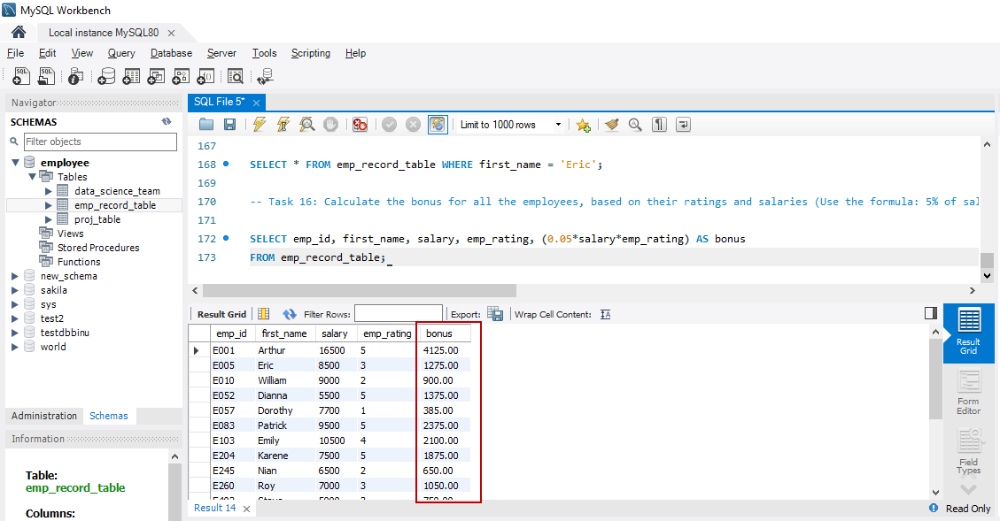 MySQL Workbench
Local instance MySQL80
File Edit View Query Database Server Tools Scripting Help
Navigator
SCHEMAS
Filter objects
employee
Tables
data_science_team
emp_record_table
proj_table
Views
Stored Procedures
Functions
new_schema
sakila
sys
test2
testdbbinu
world
Administration Schemas
Information
Table:
emp_record_table
Columns:
SQL File 5*
Limit to 1000 rows
167
168 SELECT * FROM emp_record_table WHERE first_name = 'Eric';
169
170 -- Task 16: Calculate the bonus for all the employees, based on their ratings and salaries (Use the formula: 5% of sal
171
172 SELECT emp_id, first_name, salary, emp_rating, (0.05*salary*emp_rating) AS bonus
173 FROM emp_record_table;
Result Grid Filter Rows: Export: Wrap Cell Content:
emp_id first_name salary emp_rating bonus
E001 Arthur 16500 5 4125.00
E005 Eric 8500 3 1275.00
E010 William 9000 2 900.00
E052 Dianna 5500 5 1375.00
E057 Dorothy 7700 1 385.00
E083 Patrick 9500 5 2375.00
E103 Emily 10500 4 2100.00
E204 Karene 7500 5 1875.00
E245 Nian 6500 2 650.00
E260 Roy 7000 3 1050.00
Result Grid
Form Editor
Field Types
Result 14
Read Only